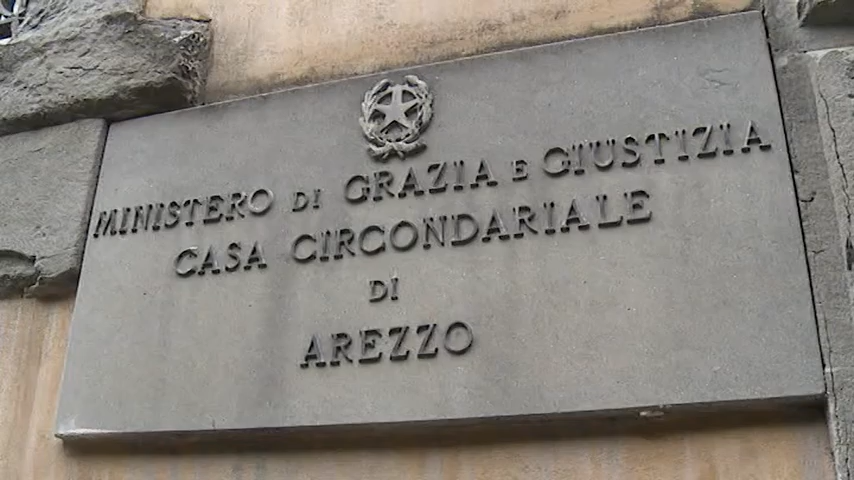 MINISTERO DI GRAZIA E GIUSTIZIA
CASA CIRCONDARIALE
DI
AREZZO